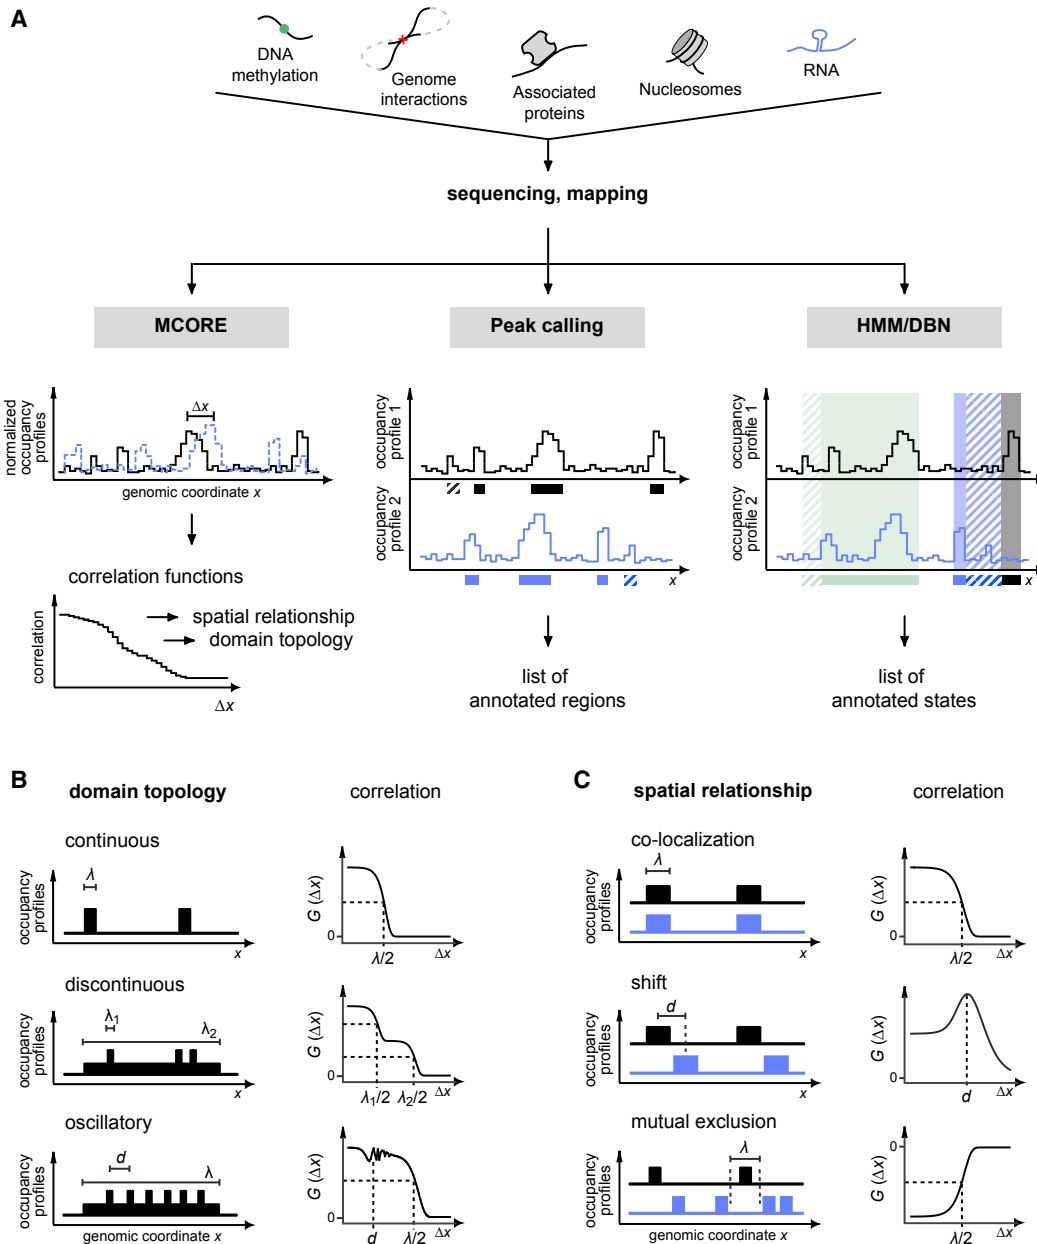 A
DNA
methylation
Genome
interactions
Associated
proteins
Nucleosomes
RNA
sequencing, mapping
MCORE
Peak calling
HMM/DBN
normalized
occupancy
profiles
Δx
genomic coordinate x
correlation functions
correlation
spatial relationship
domain topology
Δx
occupancy
profile 1
occupancy
profile 2
x
list of
annotated regions
occupancy
profile 1
occupancy
profile 2
x
list of
annotated states
B
domain topology
correlation
continuous
occupancy
profiles
λ
x
G (Δx)
0
λ/2
Δx
discontinuous
occupancy
profiles
λ1
λ2
x
G (Δx)
0
λ1/2
λ2/2
Δx
oscillatory
occupancy
profiles
d
λ
genomic coordinate x
G (Δx)
0
d
λ/2
Δx
C
spatial relationship
correlation
co-localization
occupancy
profiles
λ
x
G (Δx)
0
λ/2
Δx
shift
occupancy
profiles
d
x
G (Δx)
0
d
Δx
mutual exclusion
occupancy
profiles
λ
genomic coordinate x
G (Δx)
0
λ/2
Δx